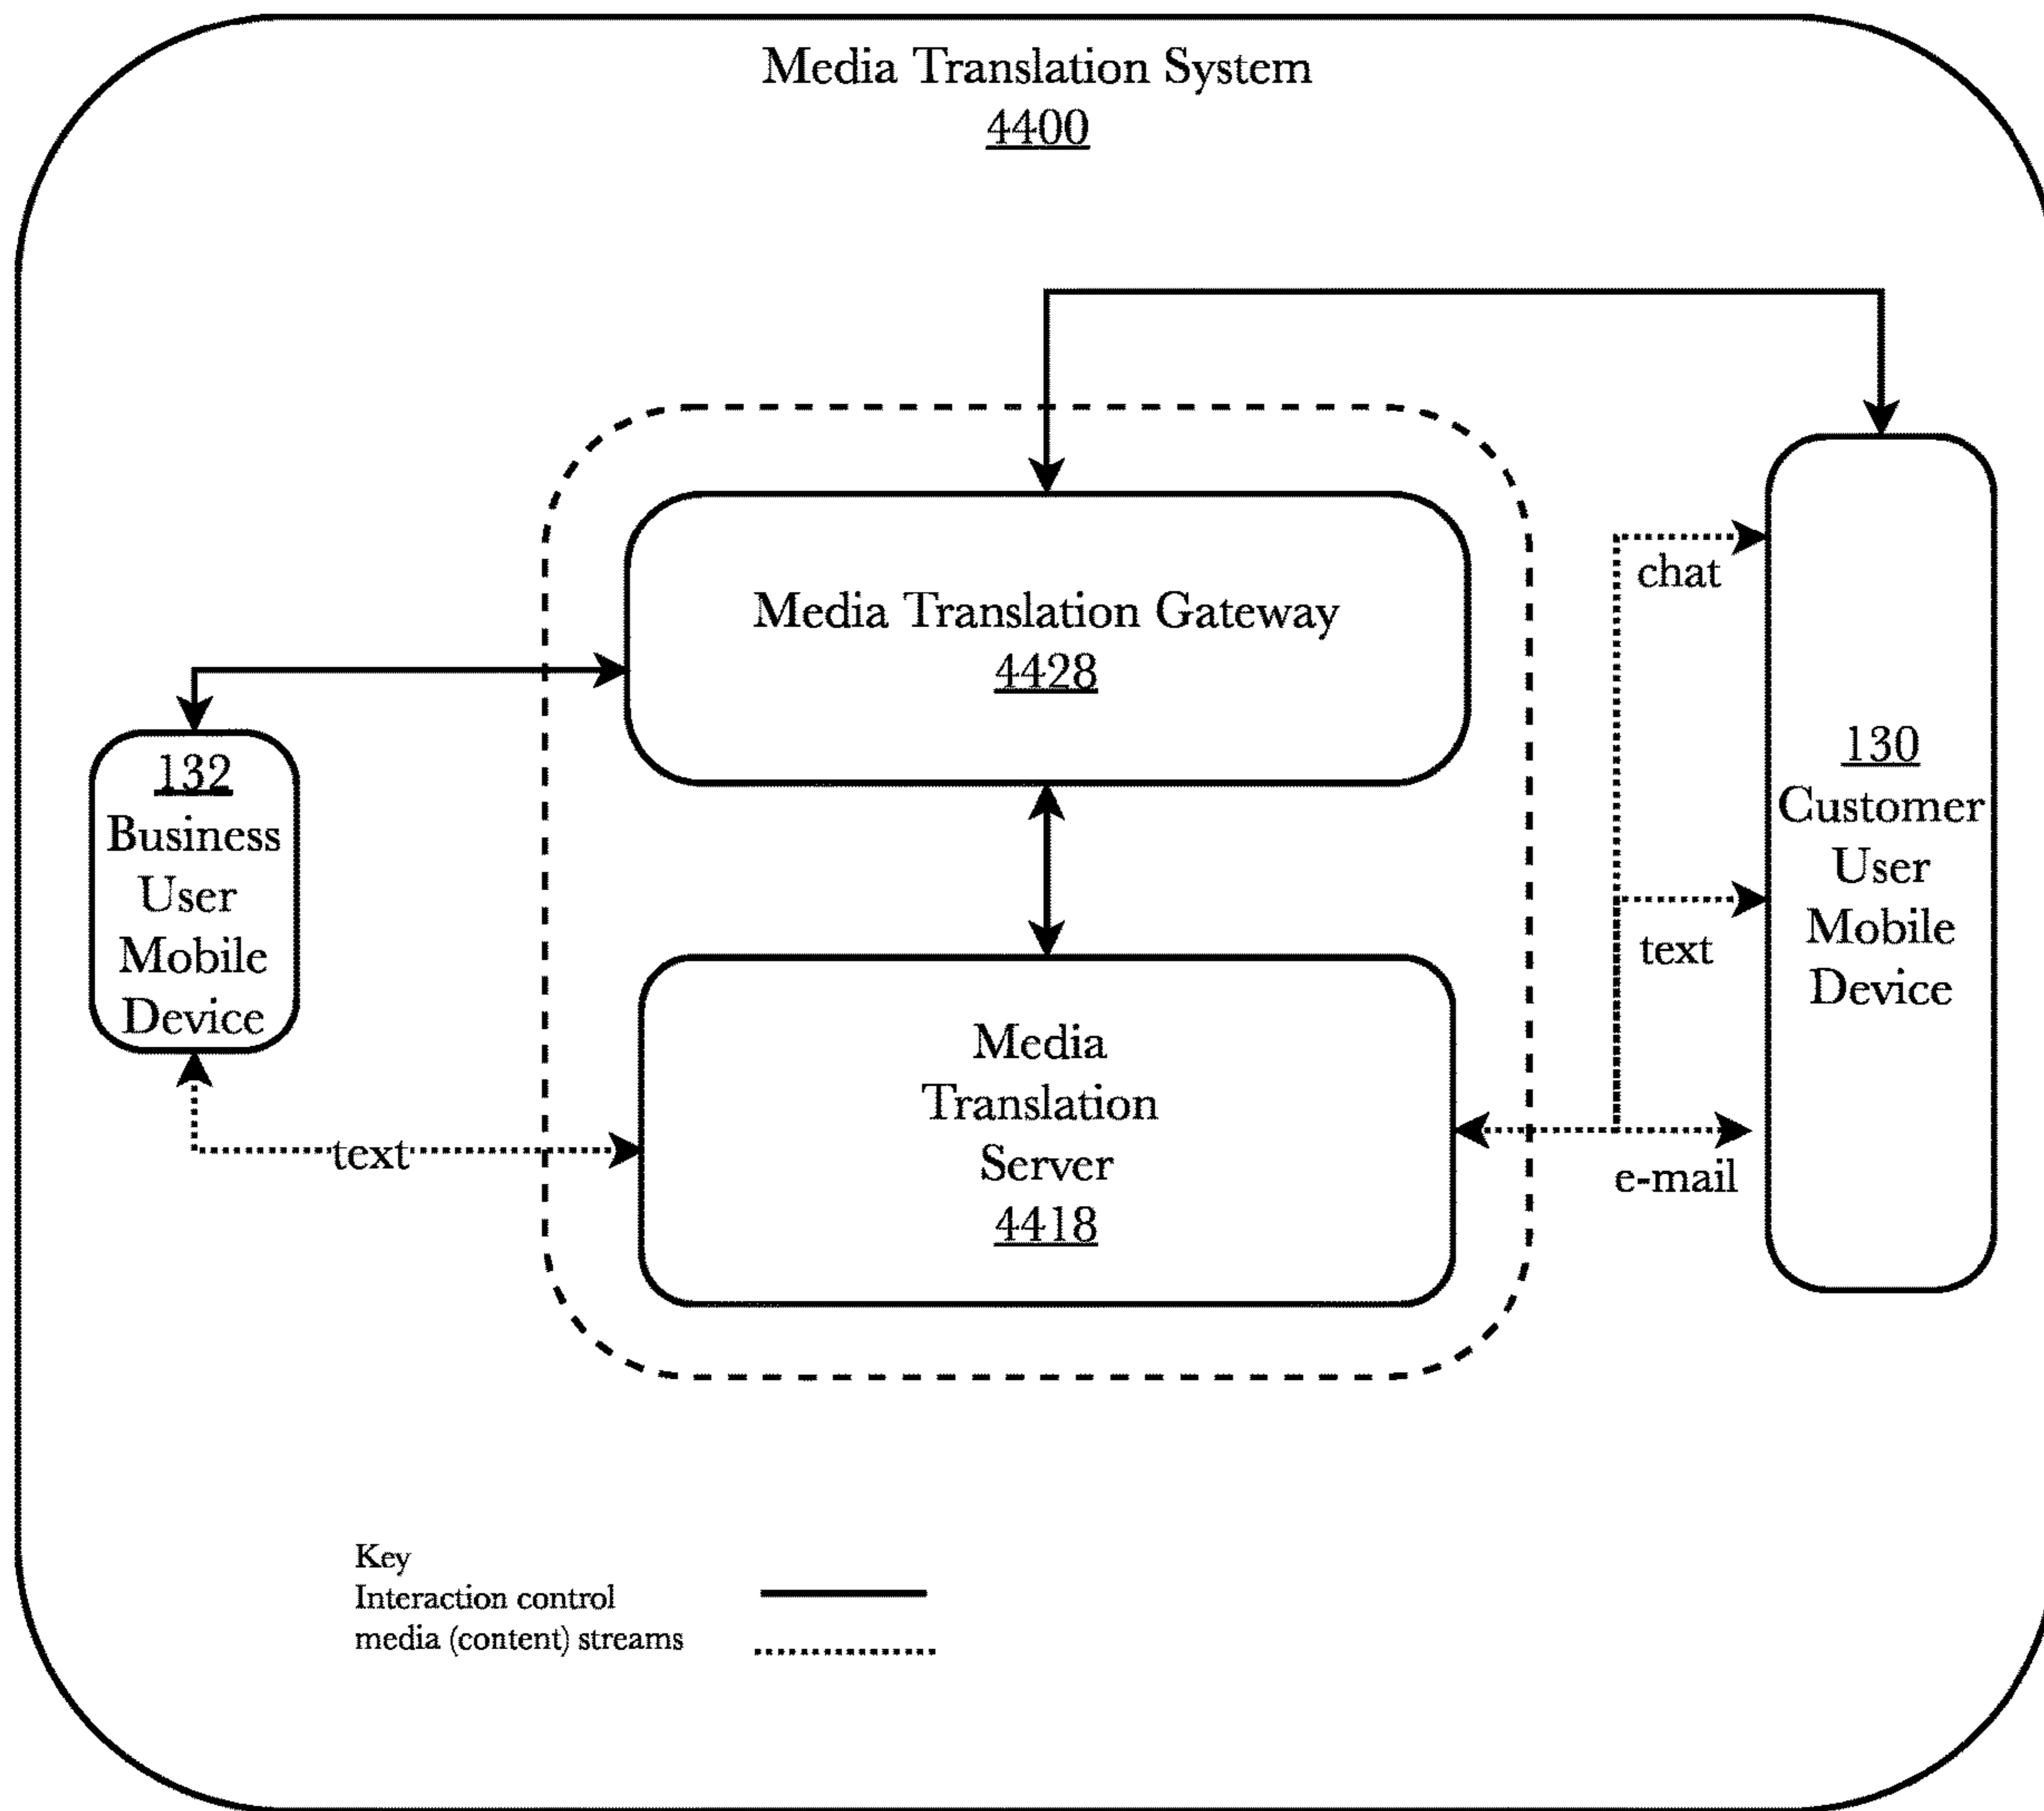 Media Translation System
4400
Media Translation Gateway
4428
132
Business
User
Mobile
Device
text
Media
Translation
Server
4418
chat
text
e-mail
130
Customer
User
Mobile
Device
Key
Interaction control
media (content) streams